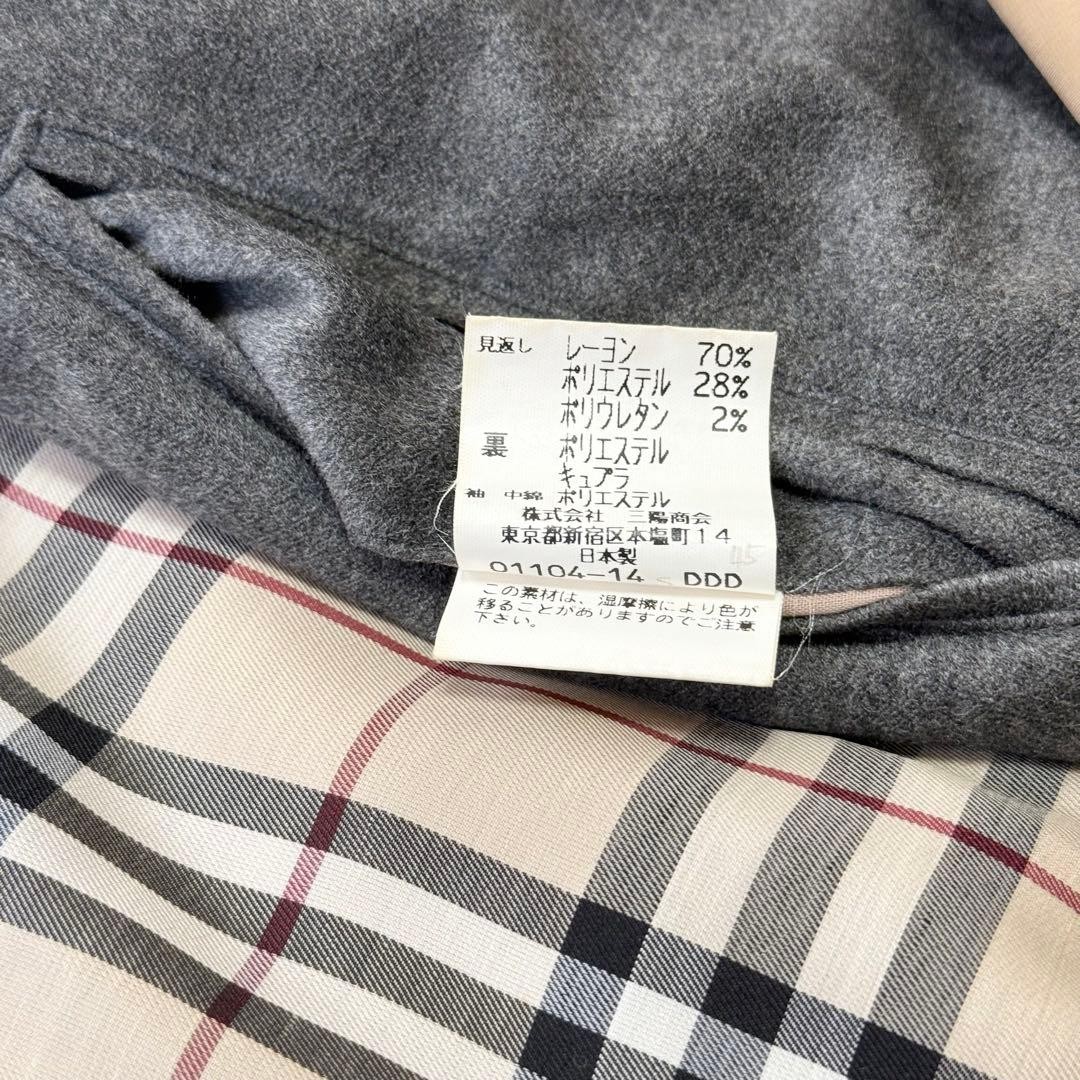 見返し レーヨン 70%
ポリエステル 28%
ポリウレタン 2%
裏 ポリエステル
キュプラ
袖 中綿 ポリエステル
株式会社 三陽商会
東京都新宿区本塩町14
日本製
01104-14 DDD
この素材は、湿摩擦により色が
移ることがありますのでご注意
下さい。